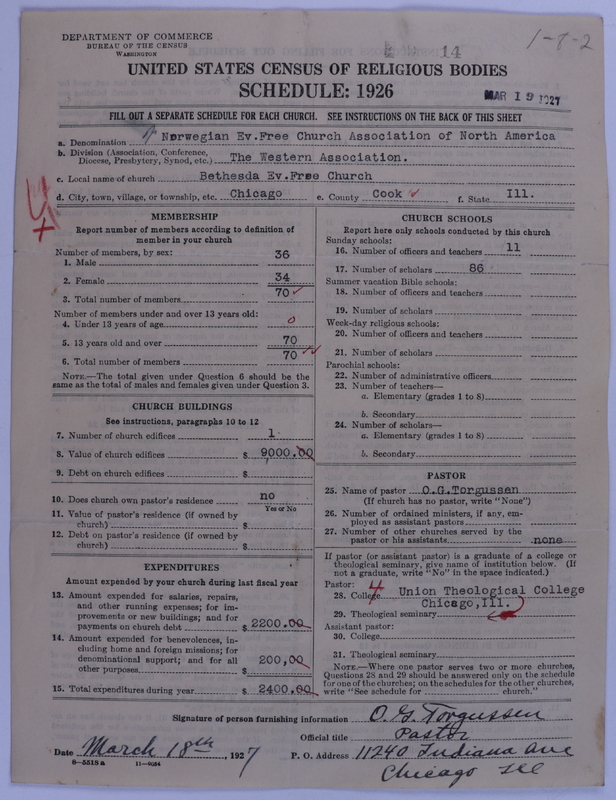 DEPARTMENT OF COMMERCE
BUREAU OF THE CENSUS
WASHINGTON
14
1-8-2
UNITED STATES CENSUS OF RELIGIOUS BODIES
SCHEDULE: 1926
MAR 19 1927
FILL OUT A SEPARATE SCHEDULE FOR EACH CHURCH. SEE INSTRUCTIONS ON THE BACK OF THIS SHEET
a. Denomination Norwegian Ev.Free Church Association of North America
b. Division (Association, Conference, Diocese, Presbytery, Synod, etc.) The Western Association.
c. Local name of church Bethesda Ev.Free Church
d. City, town, village, or township, etc. Chicago e. County Cook f. State Ill.
MEMBERSHIP
Report number of members according to definition of
member in your church
Number of members, by sex:
1. Male 36
2. Female 34
3. Total number of members 70
Number of members under and over 13 years old:
4. Under 13 years of age 0
5. 13 years old and over 70
6. Total number of members 70
NOTE.—The total given under Question 6 should be the
same as the total of males and females given under Question 3.
CHURCH BUILDINGS
See instructions, paragraphs 10 to 12
7. Number of church edifices 1
8. Value of church edifices $ 9000.00
9. Debt on church edifices $
10. Does church own pastor's residence no
Yes or No
11. Value of pastor's residence (if owned by
church) $
12. Debt on pastor's residence (if owned by
church) $
EXPENDITURES
Amount expended by your church during last fiscal year
13. Amount expended for salaries, repairs,
and other running expenses; for im-
provements or new buildings; and for
payments on church debt $ 2200.00
14. Amount expended for benevolences, in-
cluding home and foreign missions; for
denominational support; and for all
other purposes $ 200,00
15. Total expenditures during year $ 2400.00
CHURCH SCHOOLS
Report here only schools conducted by this church
Sunday schools:
16. Number of officers and teachers 11
17. Number of scholars 86
Summer vacation Bible schools:
18. Number of officers and teachers
19. Number of scholars
Week-day religious schools:
20. Number of officers and teachers
21. Number of scholars
Parochial schools:
22. Number of administrative officers
23. Number of teachers—
a. Elementary (grades 1 to 8)
b. Secondary
24. Number of scholars—
a. Elementary (grades 1 to 8)
b. Secondary
PASTOR
25. Name of pastor O.G.Torgussen
(If church has no pastor, write "None")
26. Number of ordained ministers, if any, em-
ployed as assistant pastors
27. Number of other churches served by the
pastor or his assistants none
If pastor (or assistant pastor) is a graduate of a college or
theological seminary, give name of institution below. (If
not a graduate, write "No" in the space indicated.)
Pastor:
28. College Union Theological College
Chicago,Ill.
29. Theological seminary
Assistant pastor:
30. College
31. Theological seminary
NOTE.—Where one pastor serves two or more churches,
Questions 28 and 29 should be answered only on the schedule
for one of the churches; on the schedules for the other churches,
write "See schedule for church."
Signature of person furnishing information O. G. Torgussen
Official title Pastor
Date March 18th, 1927 P. O. Address 11240 Indiana Ave
8-5518 a 11-9054
Chicago Ill